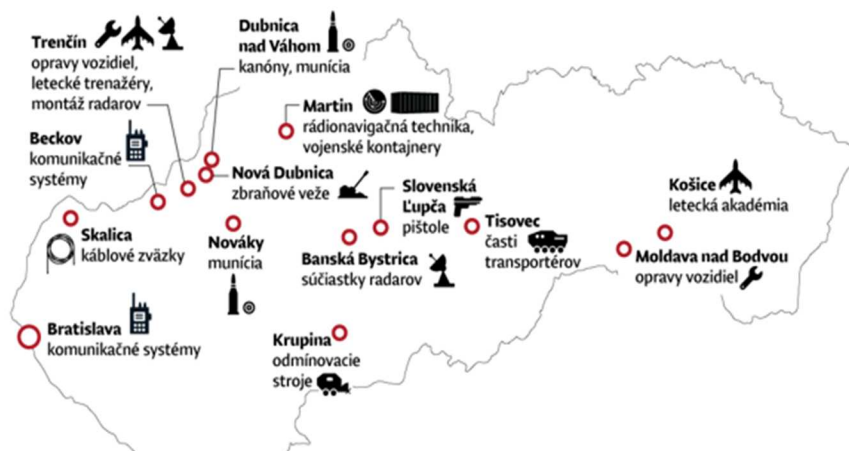 Trenčín
opravy vozidiel,
letecké trenažéry,
montáž radarov
Dubnica
nad Váhom
kanóny, munícia
Martin
rádionavigačná technika,
vojenské kontajnery
Beckov
komunikačné
systémy
Nová Dubnica
zbraňové veže
Slovenská
Ľupča
pištole
Košice
letecká akadémia
Skalica
káblové zväzky
Nováky
munícia
Banská Bystrica
súčiastky radarov
Tisovec
časti
transportérov
Moldava nad Bodvou
opravy vozidiel
Bratislava
komunikačné systémy
Krupina
odmínovacie
stroje